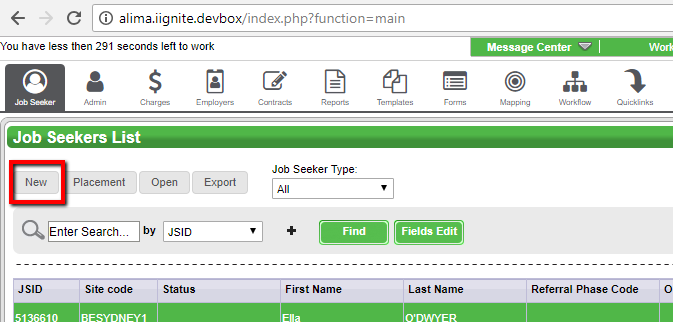 alima.iignite.devbox/index.php?function=main
You have less then 291 seconds left to work
Message Center Work
Job Seeker Admin Charges Employers Contracts Reports Templates Forms Mapping Workflow Quicklinks
Job Seekers List
Job Seeker Type:
New Placement Open Export All
Enter Search... by JSID + Find Fields Edit
JSID Site code Status First Name Last Name Referral Phase Code O
5136610 BESYDNEY1 Ella O'DWYER